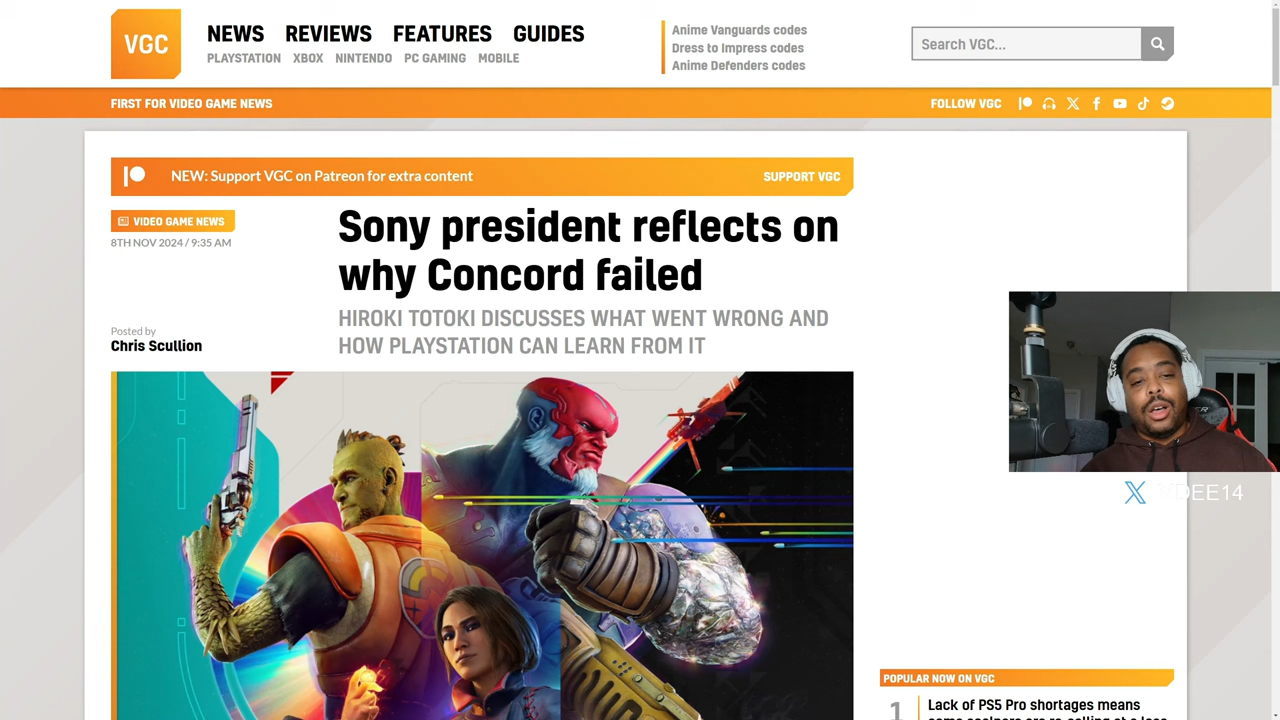 VGC
NEWS REVIEWS FEATURES GUIDES
PLAYSTATION XBOX NINTENDO PC GAMING MOBILE
Anime Vanguards codes
Dress to Impress codes
Anime Defenders codes
Search VGC...
FIRST FOR VIDEO GAME NEWS
FOLLOW VGC
NEW: Support VGC on Patreon for extra content
SUPPORT VGC
VIDEO GAME NEWS
8TH NOV 2024 / 9:35 AM
Sony president reflects on
why Concord failed
HIROKI TOTOKI DISCUSSES WHAT WENT WRONG AND
HOW PLAYSTATION CAN LEARN FROM IT
Posted by
Chris Scullion
POPULAR NOW ON VGC
1
Lack of PS5 Pro shortages means